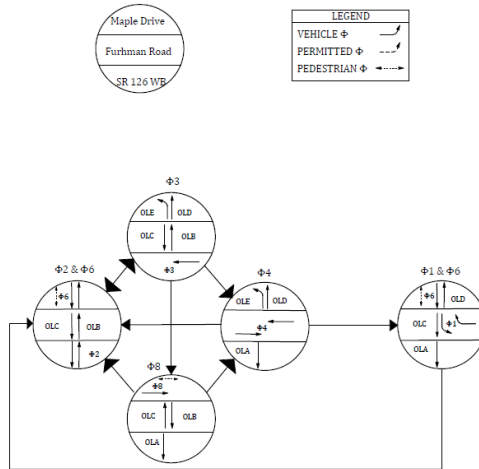 Maple Drive
Furhman Road
SR 126 WB
LEGEND
VEHICLE Φ
PERMITTED Φ
PEDESTRIAN Φ
Φ3
OLE OLD
OLC OLB
Φ3
Φ2 & Φ6
Φ6
OLC OLB
Φ2
Φ4
OLE OLD
Φ4
OLA
Φ1 & Φ6
Φ6 OLD
OLC Φ1
OLA
Φ8
Φ8
OLC OLB
OLA